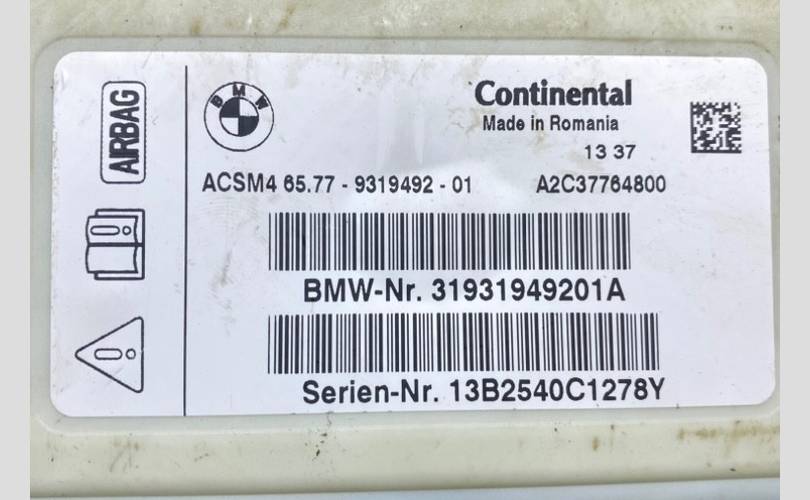 AIRBAG
BMW
Continental
Made in Romania
13 37
ACSM4 65.77 - 9319492 - 01 A2C37764800
BMW-Nr. 31931949201A
Serien-Nr. 13B2540C1278Y